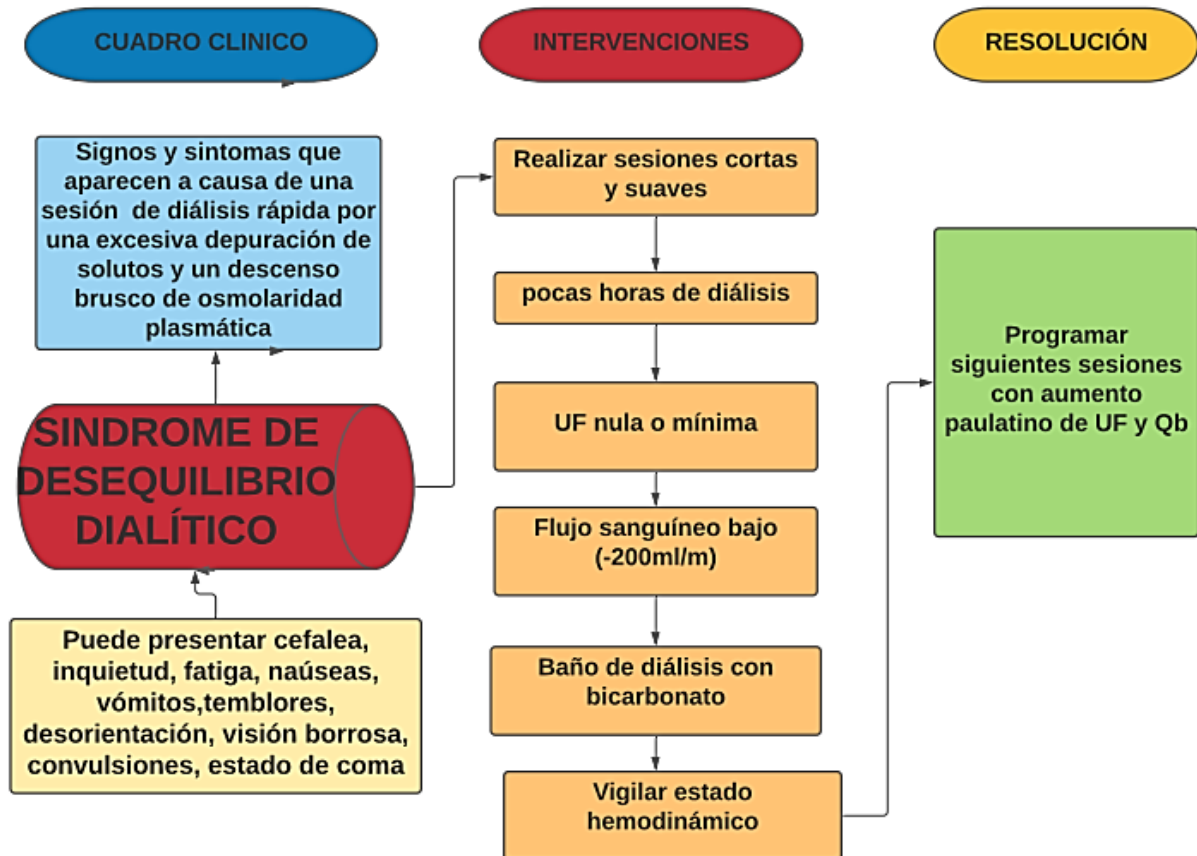 CUADRO CLINICO
INTERVENCIONES
RESOLUCIÓN
Signos y sintomas que
aparecen a causa de una
sesión de diálisis rápida por
una excesiva depuración de
solutos y un descenso
brusco de osmolaridad
plasmática
SINDROME DE
DESEQUILIBRIO
DIALÍTICO
Puede presentar cefalea,
inquietud, fatiga, naúseas,
vómitos,temblores,
desorientación, visión borrosa,
convulsiones, estado de coma
Realizar sesiones cortas
y suaves
pocas horas de diálisis
UF nula o mínima
Flujo sanguíneo bajo
(-200ml/m)
Baño de diálisis con
bicarbonato
Vigilar estado
hemodinámico
Programar
siguientes sesiones
con aumento
paulatino de UF y Qb